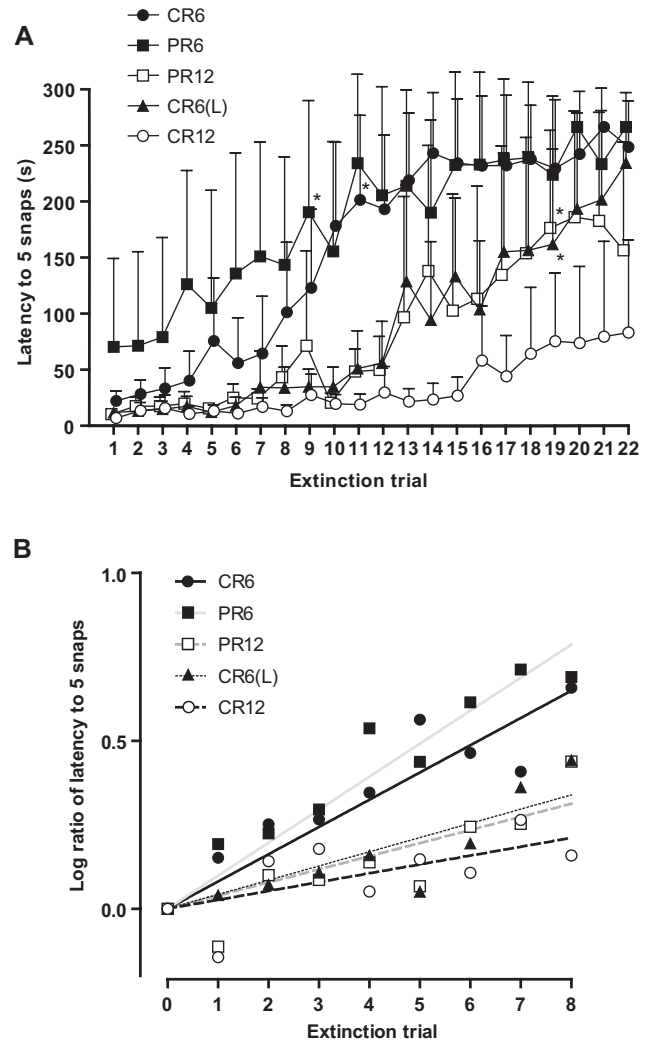 A
CR6
PR6
PR12
CR6(L)
CR12
Latency to 5 snaps (s)
300
250
200
150
100
50
0
* * * *
1 2 3 4 5 6 7 8 9 10 11 12 13 14 15 16 17 18 19 20 21 22
Extinction trial
B
CR6
PR6
PR12
CR6(L)
CR12
Log ratio of latency to 5 snaps
1.0
0.5
0.0
0 1 2 3 4 5 6 7 8
Extinction trial